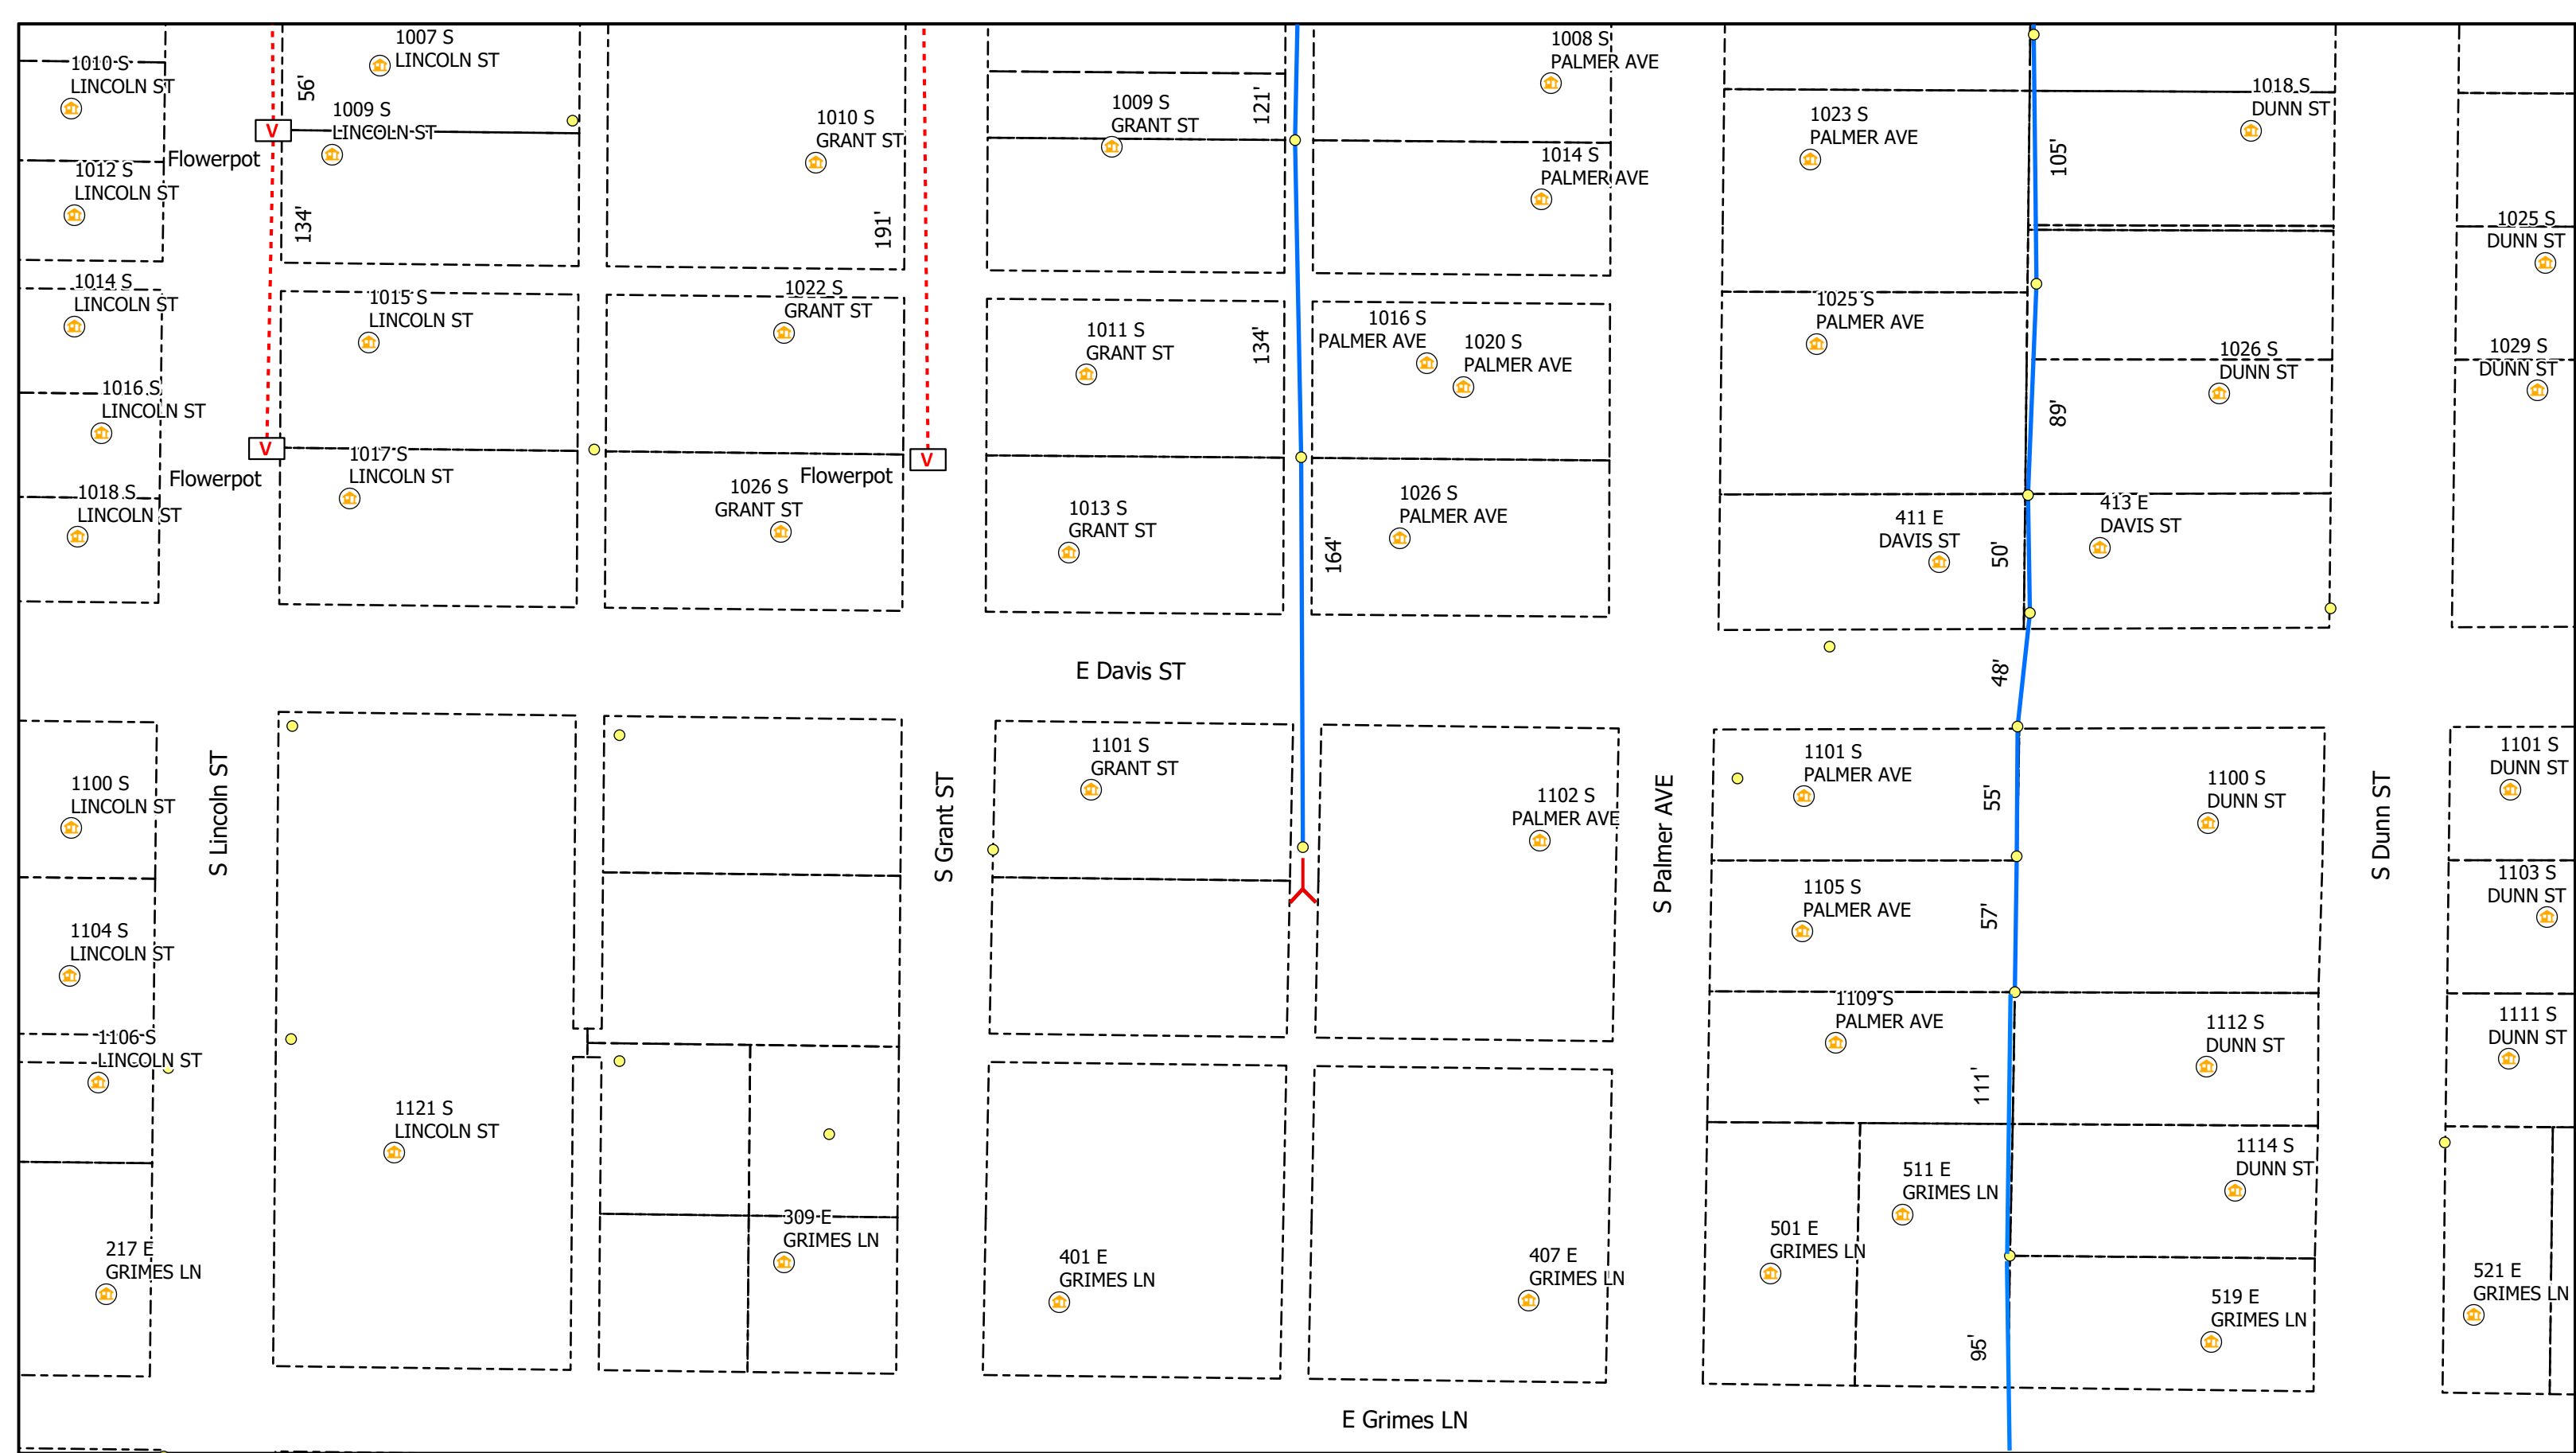 1010 S
LINCOLN ST
1007 S
LINCOLN ST
56'
1009 S
LINCOLN ST
V
Flowerpot
1012 S
LINCOLN ST
134'
1010 S
GRANT ST
191'
1009 S
GRANT ST
121'
1008 S
PALMER AVE
1014 S
PALMER AVE
1023 S
PALMER AVE
105'
1018 S
DUNN ST
1025 S
DUNN ST
1014 S
LINCOLN ST
1015 S
LINCOLN ST
1022 S
GRANT ST
1011 S
GRANT ST
134'
1016 S
PALMER AVE
1020 S
PALMER AVE
1025 S
PALMER AVE
89'
1026 S
DUNN ST
1029 S
DUNN ST
1016 S
LINCOLN ST
V
Flowerpot
1017 S
LINCOLN ST
1018 S
LINCOLN ST
1026 S
GRANT ST
Flowerpot
V
1013 S
GRANT ST
164'
1026 S
PALMER AVE
411 E
DAVIS ST
50'
413 E
DAVIS ST
E Davis ST
48'
1100 S
LINCOLN ST
S Lincoln ST
S Grant ST
1101 S
GRANT ST
1102 S
PALMER AVE
S Palmer AVE
1101 S
PALMER AVE
55'
1100 S
DUNN ST
S Dunn ST
1101 S
DUNN ST
1104 S
LINCOLN ST
1105 S
PALMER AVE
57'
1103 S
DUNN ST
1106 S
LINCOLN ST
1109 S
PALMER AVE
111'
1112 S
DUNN ST
1111 S
DUNN ST
1121 S
LINCOLN ST
511 E
GRIMES LN
1114 S
DUNN ST
217 E
GRIMES LN
309 E
GRIMES LN
401 E
GRIMES LN
407 E
GRIMES LN
501 E
GRIMES LN
95'
519 E
GRIMES LN
521 E
GRIMES LN
E Grimes LN